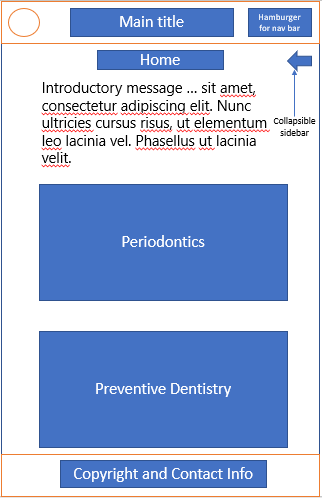 Main title
Hamburger
for nav bar
Home
Introductory message ... sit amet,
consectetur adipiscing elit. Nunc
ultricies cursus risus, ut elementum
leo lacinia vel. Phasellus ut lacinia
velit.
Collapsible
sidebar
Periodontics
Preventive Dentistry
Copyright and Contact Info